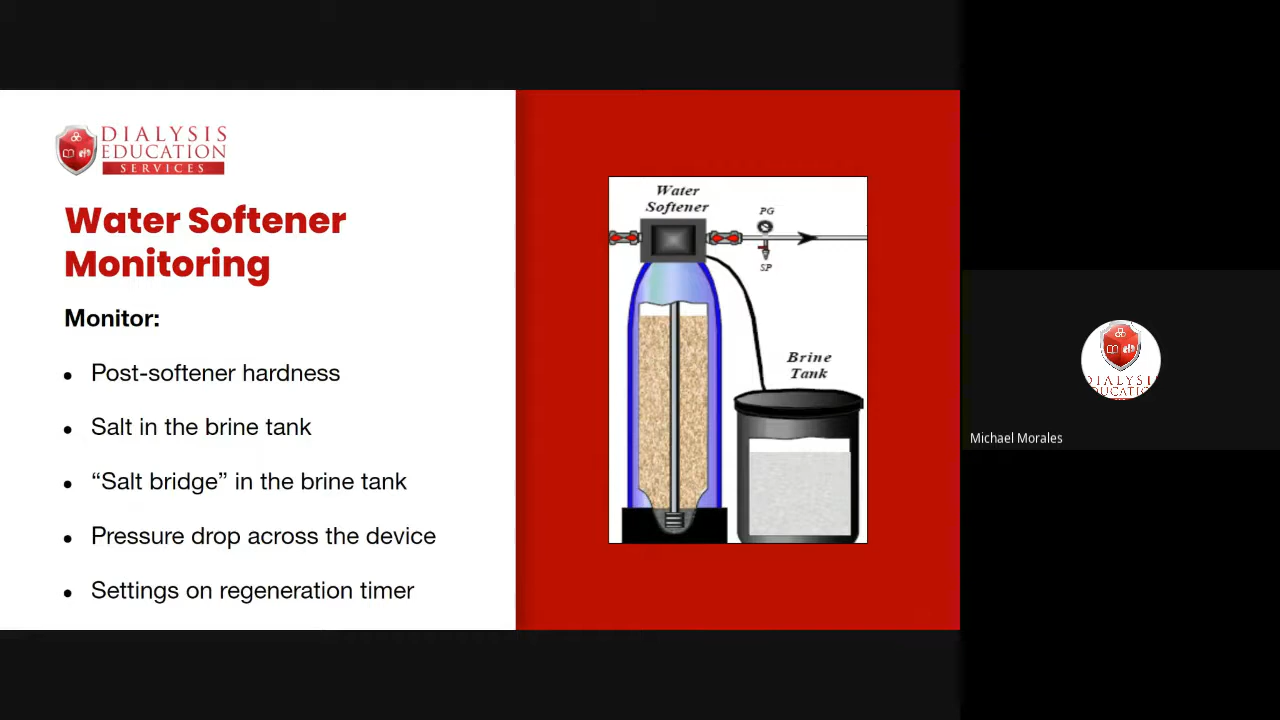 DIALYSIS
EDUCATION
SERVICES
Water Softener
Monitoring
Monitor:
• Post-softener hardness
• Salt in the brine tank
• “Salt bridge” in the brine tank
• Pressure drop across the device
• Settings on regeneration timer
Water
Softener
PG
SP
Brine
Tank
Michael Morales